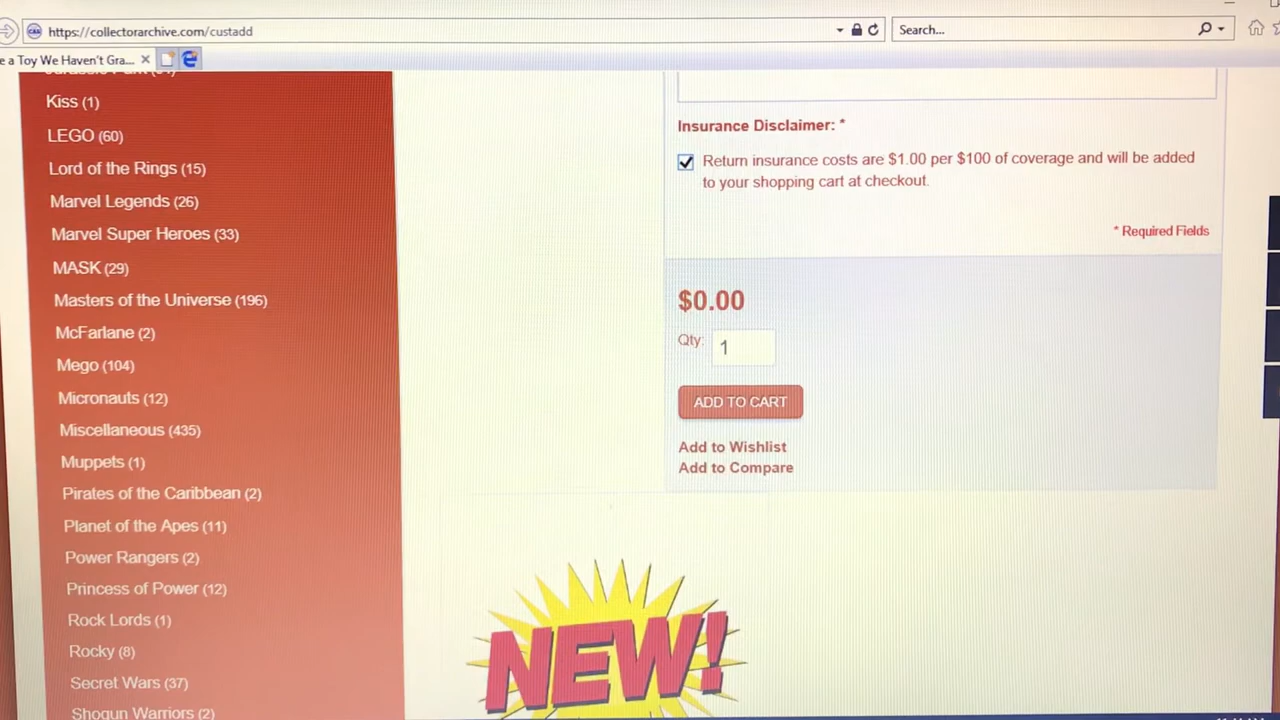 https://collectorarchive.com/custadd
Search...
e a Toy We Haven't Gra...
Kiss (1)
LEGO (60)
Lord of the Rings (15)
Marvel Legends (26)
Marvel Super Heroes (33)
MASK (29)
Masters of the Universe (196)
McFarlane (2)
Mego (104)
Micronauts (12)
Miscellaneous (435)
Muppets (1)
Pirates of the Caribbean (2)
Planet of the Apes (11)
Power Rangers (2)
Princess of Power (12)
Rock Lords (1)
Rocky (8)
Secret Wars (37)
Shogun Warriors (2)
Insurance Disclaimer: *
Return insurance costs are $1.00 per $100 of coverage and will be added
to your shopping cart at checkout.
* Required Fields
$0.00
Qty: 1
ADD TO CART
Add to Wishlist
Add to Compare
NEW!